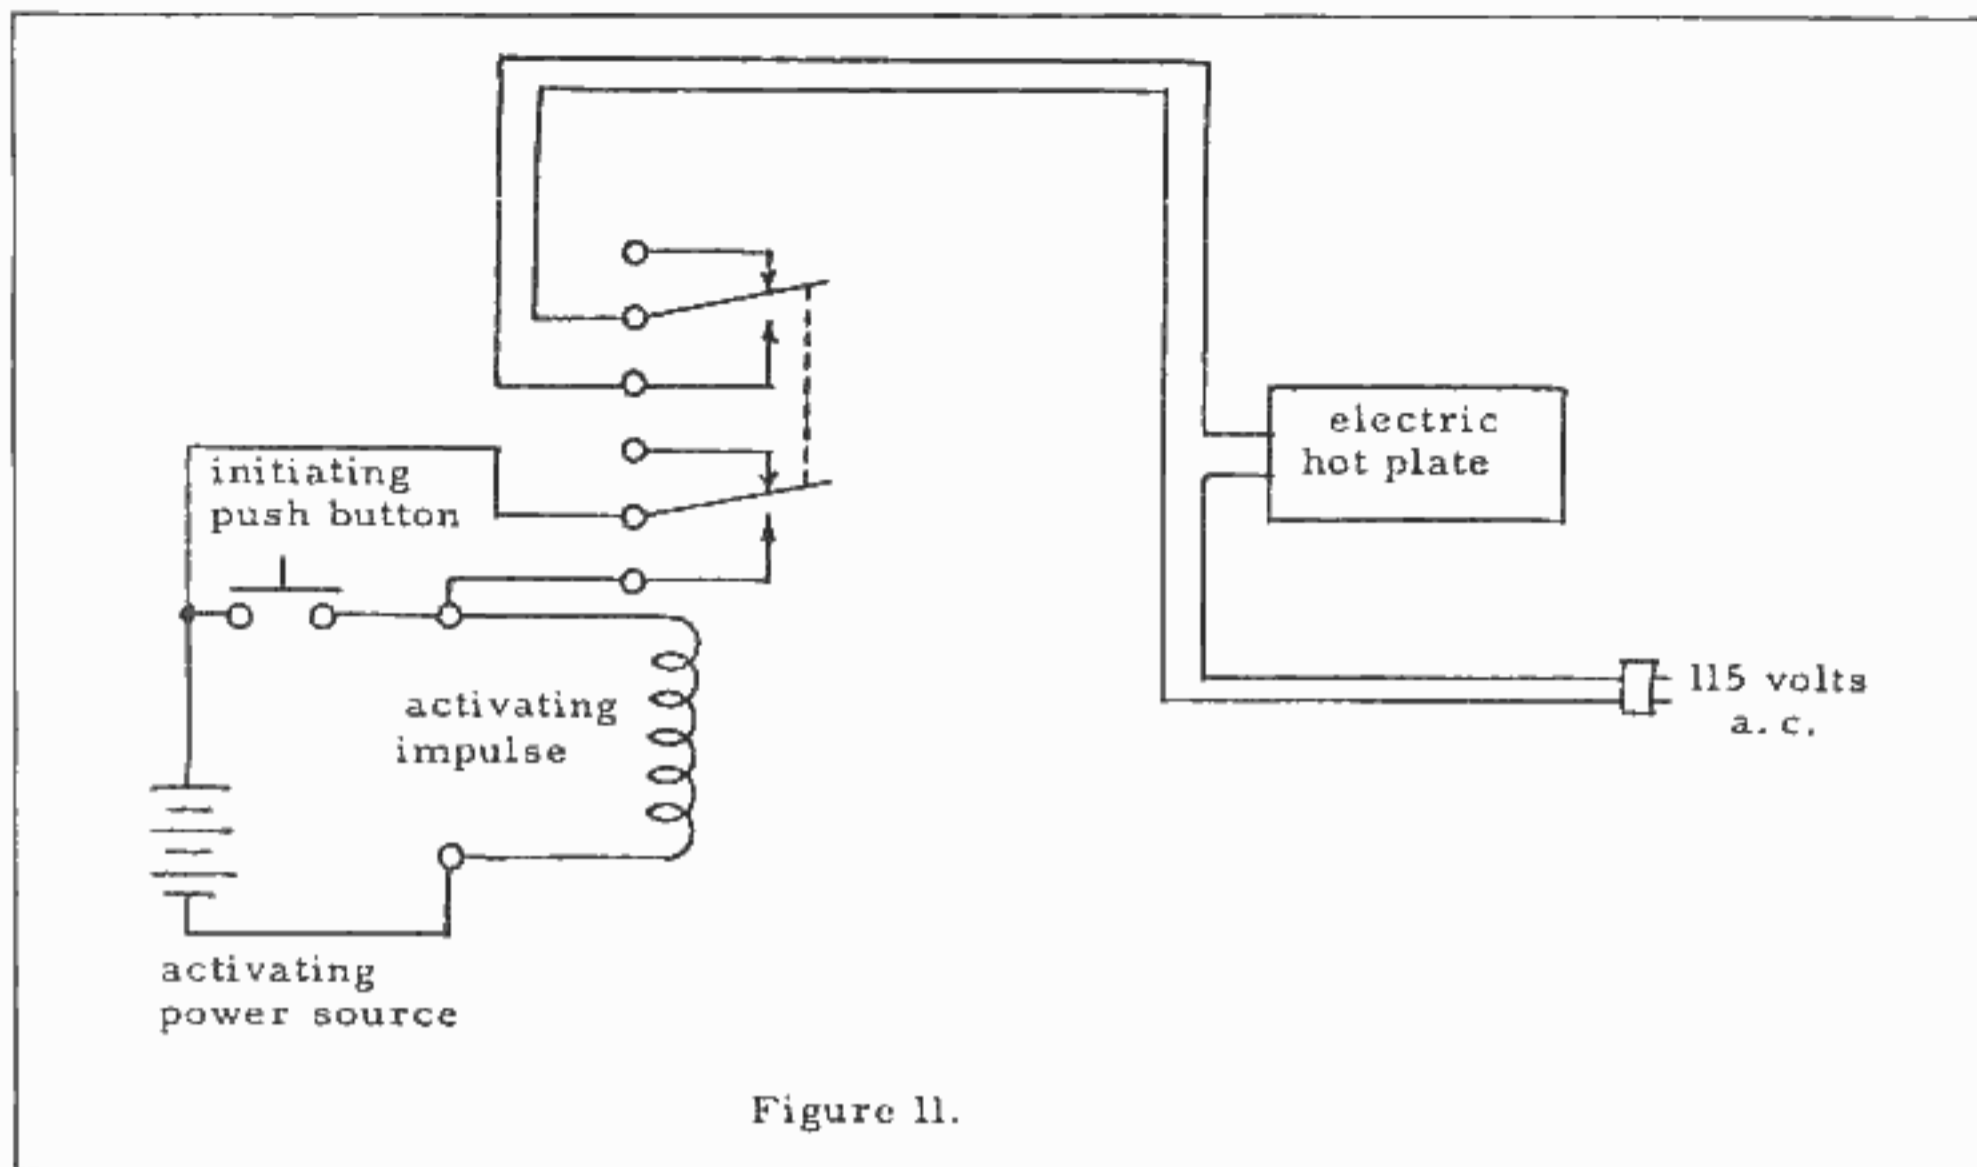 electric
hot plate
initiating
push button
115 volts
a.c.
activating
impulse
activating
power source
Figure 11.